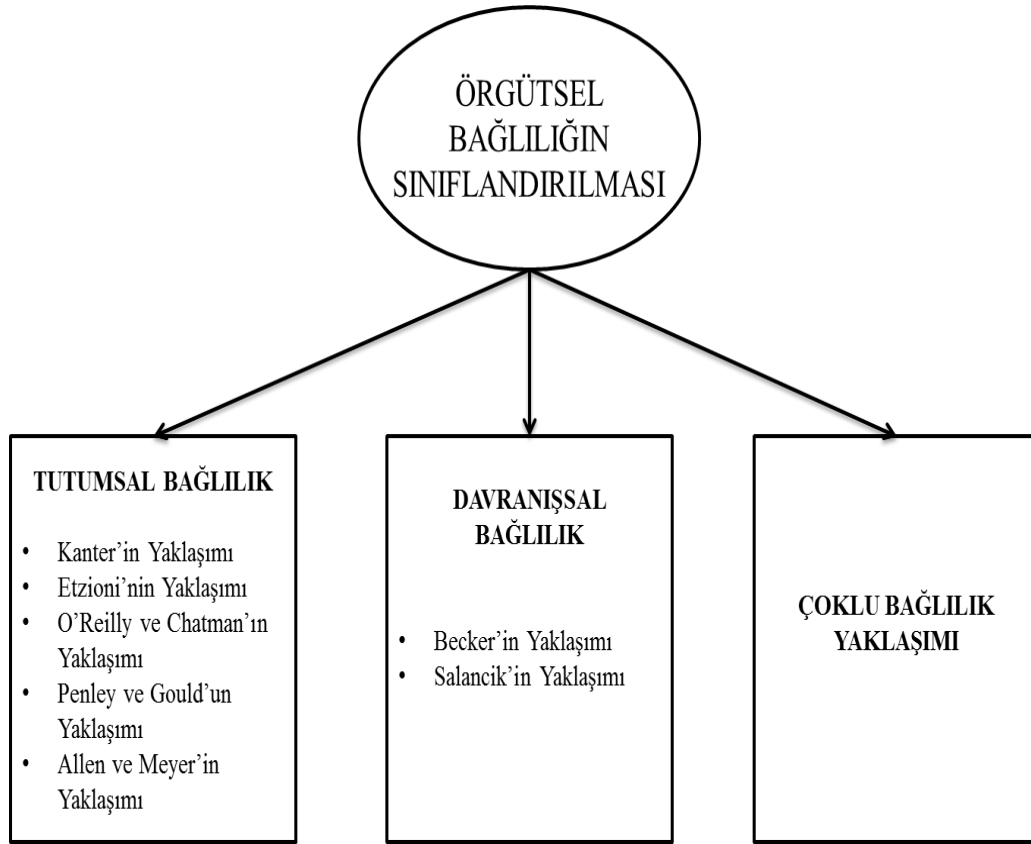 ÖRGÜTSEL
BAĞLILIĞIN
SINIFLANDIRILMASI
TUTUMSAL BAĞLILIK
• Kanter’in Yaklaşımı
• Etzioni’nin Yaklaşımı
• O’Reilly ve Chatman’ın
Yaklaşımı
• Penley ve Gould’un
Yaklaşımı
• Allen ve Meyer’in
Yaklaşımı
DAVRANIŞSAL
BAĞLILIK
• Becker’in Yaklaşımı
• Salancik’in Yaklaşımı
ÇOKLU BAĞLILIK
YAKLAŞIMI